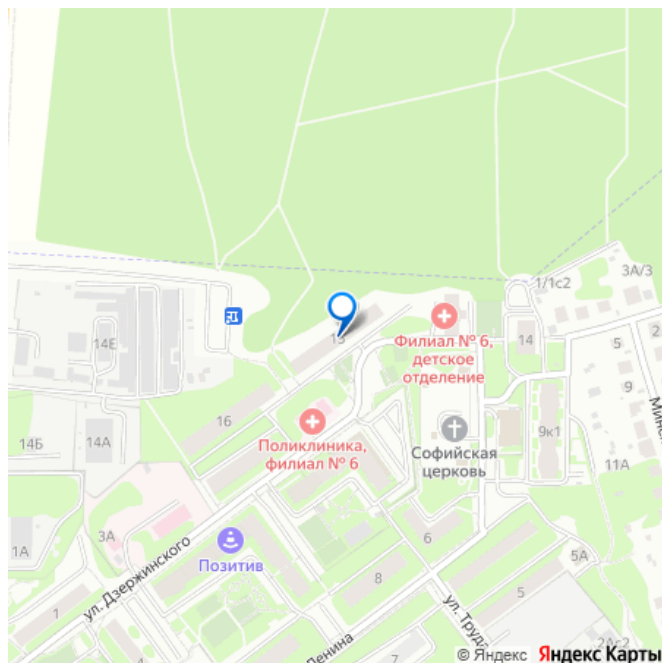 1/1с2
3А/3
14Е
13
Филиал № 6,
детское
отделение
14
5
2
9
16
Поликлиника,
филиал № 6
14А
14Б
Софийская
церковь
9к1
11А
3А
1А
Позитив
6
5А
8
5
1
ул. Дзержинского
ул. Труда
Ленина
7
2Ас2
© Яндекс Яндекс Карты